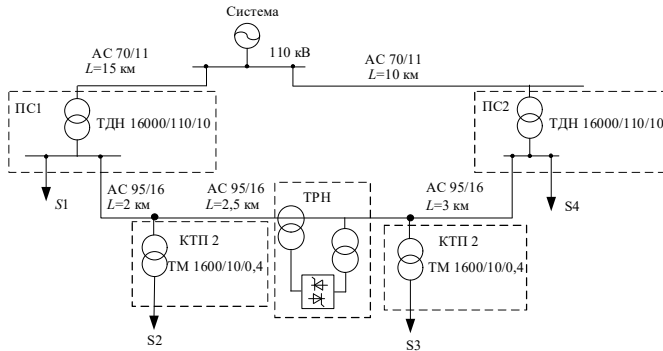 Система
110 кВ
АС 70/11
L=15 км
АС 70/11
L=10 км
ПС1
ТДН 16000/110/10
ПС2
ТДН 16000/110/10
S1
АС 95/16
L=2 км
АС 95/16
L=2,5 км
ТРН
АС 95/16
L=3 км
S4
КТП 2
ТМ 1600/10/0,4
КТП 2
ТМ 1600/10/0,4
S2
S3